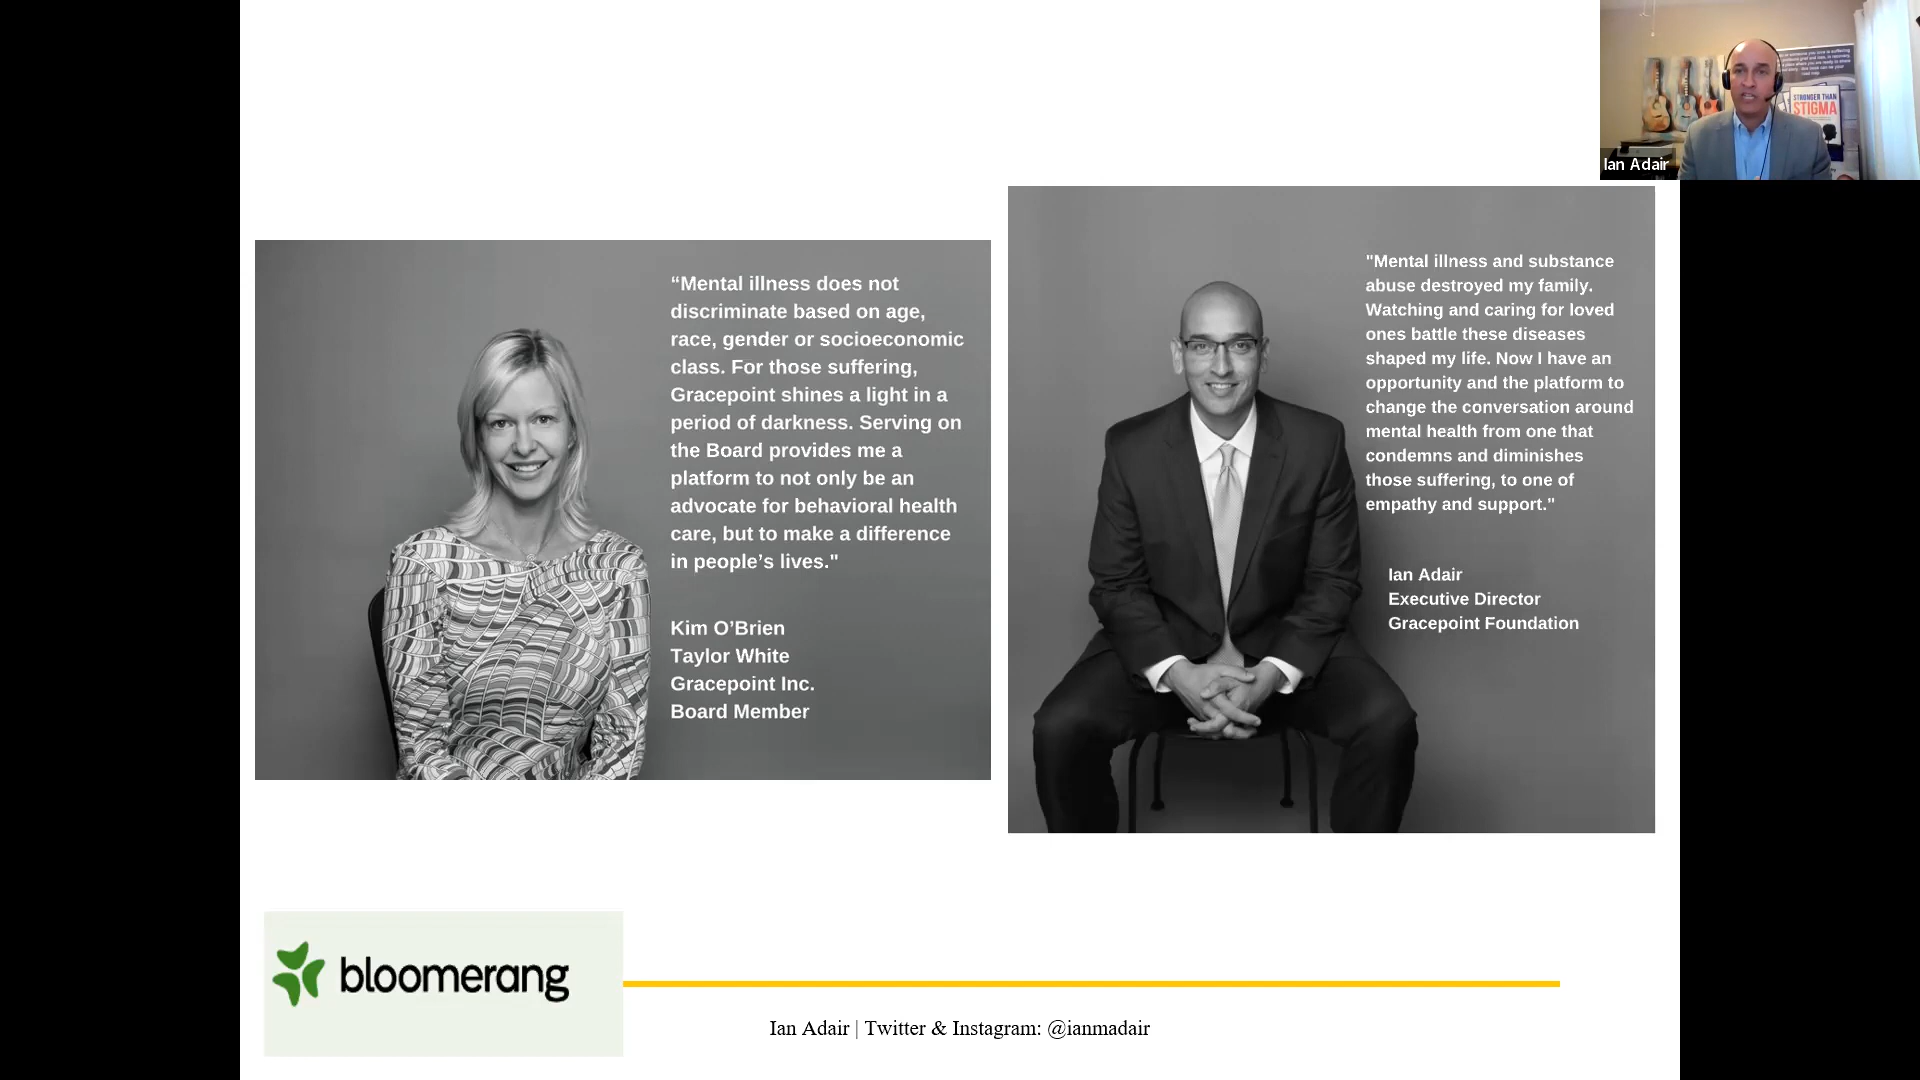 “Mental illness does not
discriminate based on age,
race, gender or socioeconomic
class. For those suffering,
Gracepoint shines a light in a
period of darkness. Serving on
the Board provides me a
platform to not only be an
advocate for behavioral health
care, but to make a difference
in people’s lives."
Kim O’Brien
Taylor White
Gracepoint Inc.
Board Member
"Mental illness and substance
abuse destroyed my family.
Watching and caring for loved
ones battle these diseases
shaped my life. Now I have an
opportunity and the platform to
change the conversation around
mental health from one that
condemns and diminishes
those suffering, to one of
empathy and support."
Ian Adair
Executive Director
Gracepoint Foundation
STRONGER THAN
STIGMA
Ian Adair
bloomerang
Ian Adair | Twitter & Instagram: @ianmadair